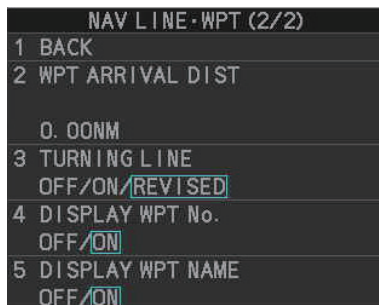 NAV LINE·WPT (2/2)
1 BACK
2 WPT ARRIVAL DIST
0.00NM
3 TURNING LINE
OFF/ON/REVISED
4 DISPLAY WPT No.
OFF/ON
5 DISPLAY WPT NAME
OFF/ON